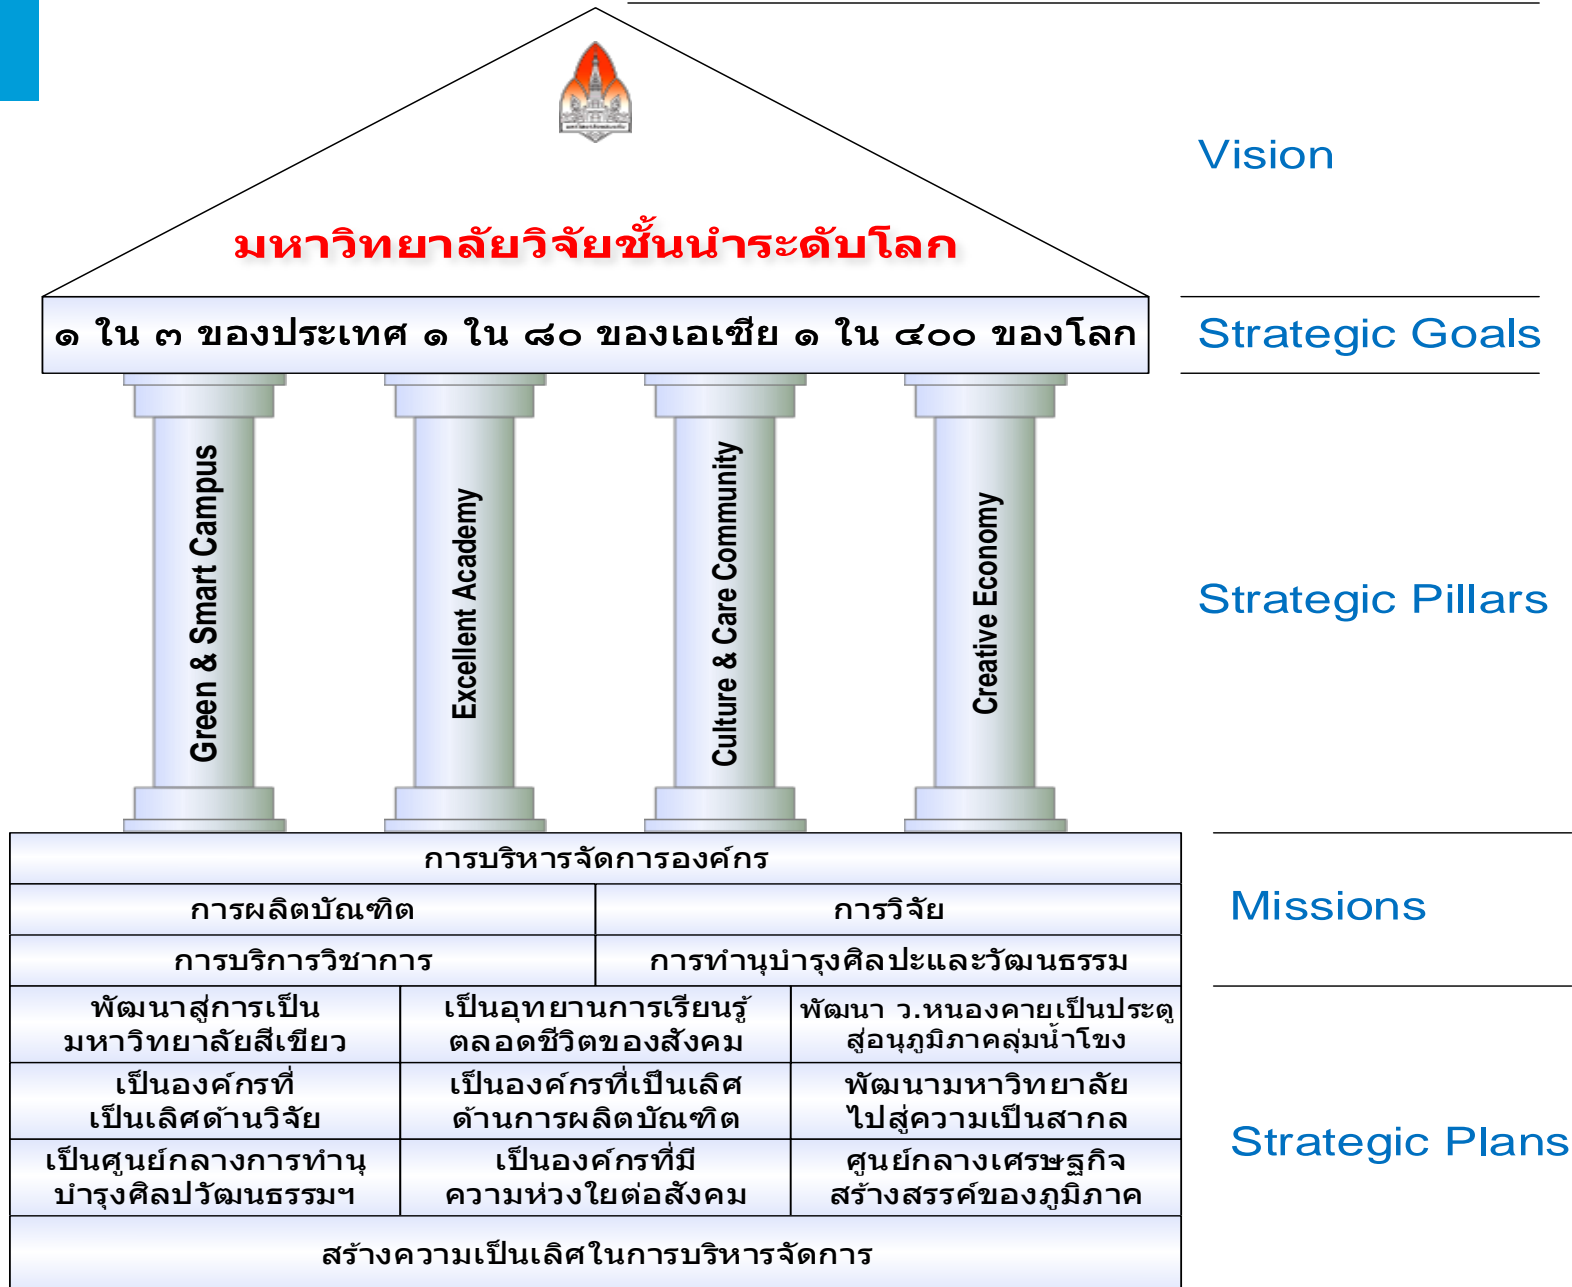 Vision
มหาวิทยาลัยวิจัยชั้นนำระดับโลก
๑ ใน ๓ ของประเทศ ๑ ใน ๘๐ ของเอเซีย ๑ ใน ๔๐๐ ของโลก
Strategic Goals
Green & Smart Campus
Excellent Academy
Culture & Care Community
Creative Economy
Strategic Pillars
การบริหารจัดการองค์กร
การผลิตบัณฑิต
การวิจัย
Missions
การบริการวิชาการ
การทำนุบำรุงศิลปะและวัฒนธรรม
พัฒนาสู่การเป็น
มหาวิทยาลัยสีเขียว
เป็นอุทยานการเรียนรู้
ตลอดชีวิตของสังคม
พัฒนา ว.หนองคายเป็นประตู
สู่อนุภูมิภาคลุ่มน้ำโขง
เป็นองค์กรที่
เป็นเลิศด้านวิจัย
เป็นองค์กรที่เป็นเลิศ
ด้านการผลิตบัณฑิต
พัฒนามหาวิทยาลัย
ไปสู่ความเป็นสากล
Strategic Plans
เป็นศูนย์กลางการทำนุ
บำรุงศิลปวัฒนธรรมฯ
เป็นองค์กรที่มี
ความห่วงใยต่อสังคม
ศูนย์กลางเศรษฐกิจ
สร้างสรรค์ของภูมิภาค
สร้างความเป็นเลิศในการบริหารจัดการ